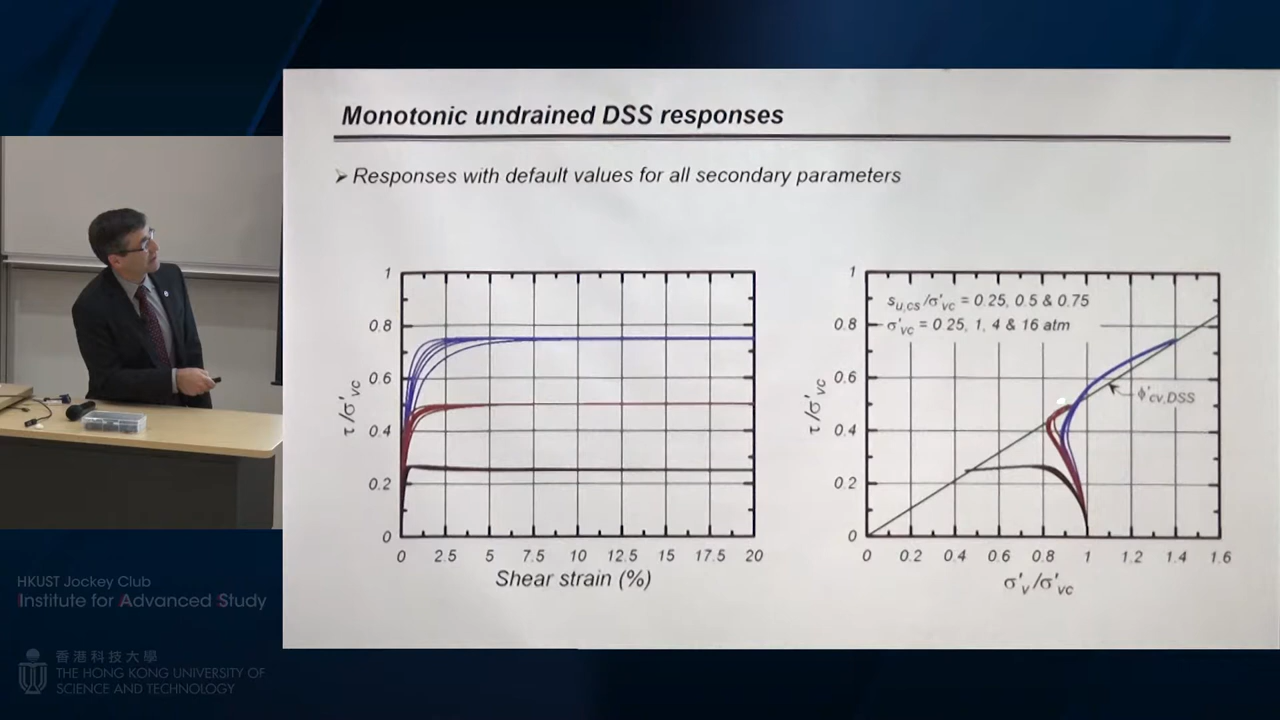 Monotonic undrained DSS responses
➢ Responses with default values for all secondary parameters
1
0.8
0.6
0.4
0.2
0
τ/σ'vc
0 2.5 5 7.5 10 12.5 15 17.5 20
Shear strain (%)
1
0.8
0.6
0.4
0.2
0
τ/σ'vc
su,cs/σ'vc = 0.25, 0.5 & 0.75
σ'vc = 0.25, 1, 4 & 16 atm
ϕ'cv,DSS
0 0.2 0.4 0.6 0.8 1 1.2 1.4 1.6
σ'v/σ'vc
HKUST Jockey Club
Institute for Advanced Study
香港科技大學
THE HONG KONG UNIVERSITY OF
SCIENCE AND TECHNOLOGY